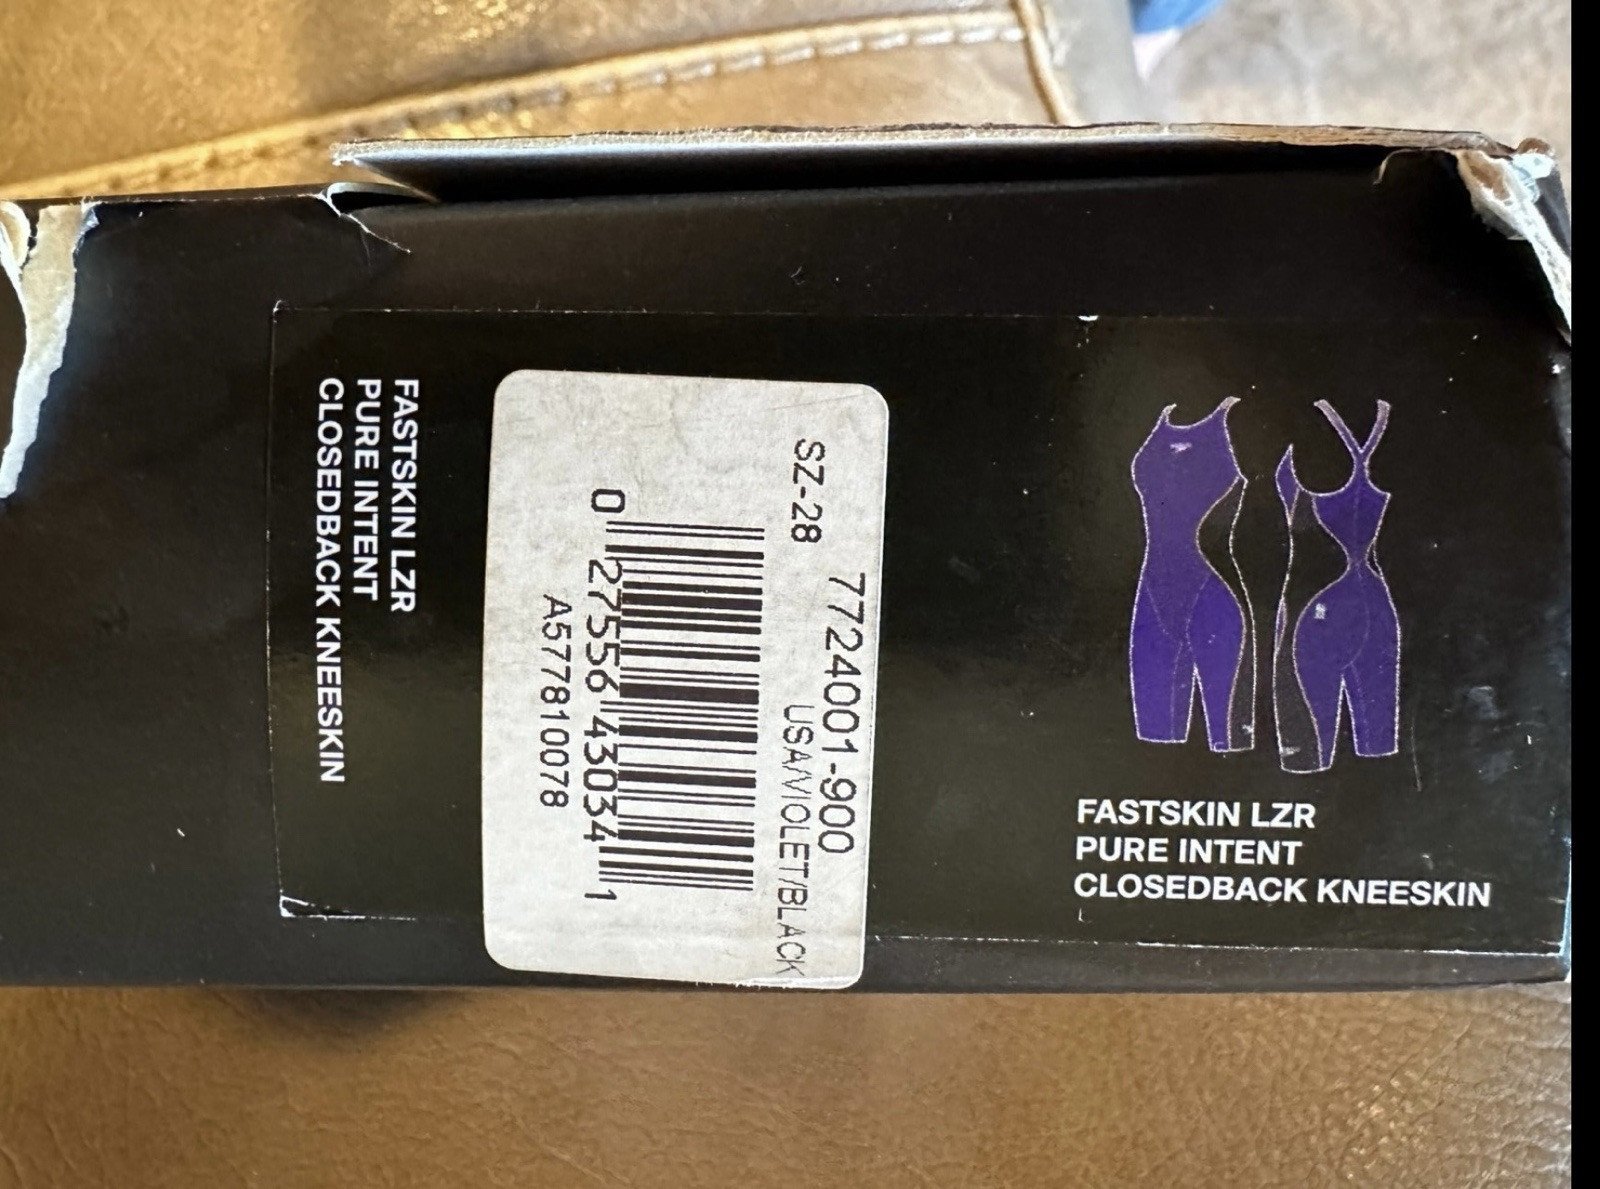 FASTSKIN LZR
PURE INTENT
CLOSEDBACK KNEESKIN
7724001-900
SZ-28
USA/VIOLET/BLACK
0 27556 43034 1
A577810078
FASTSKIN LZR
PURE INTENT
CLOSEDBACK KNEESKIN